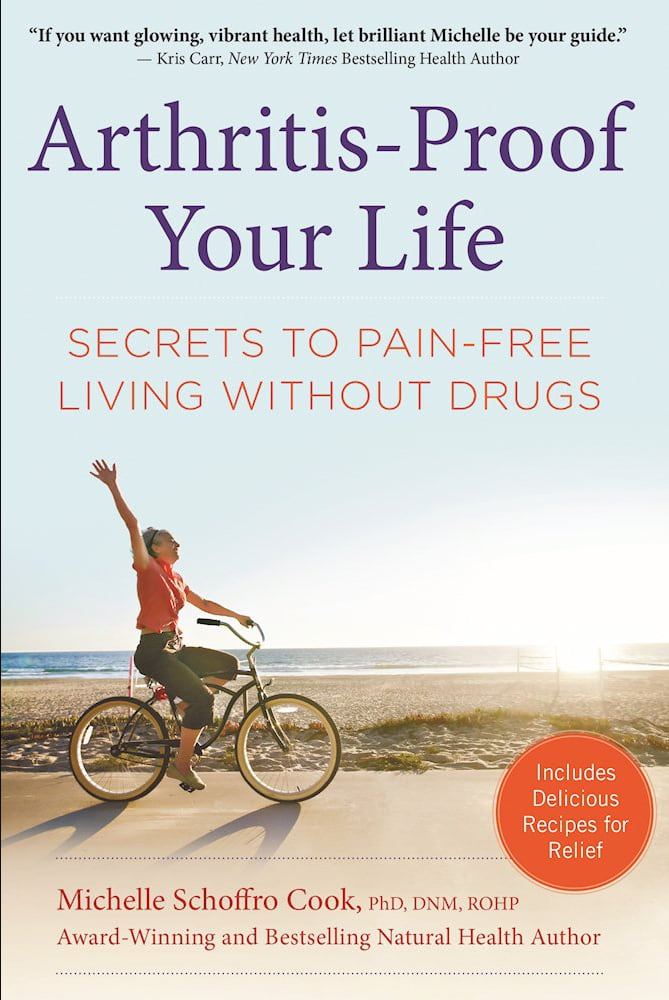 “If you want glowing, vibrant health, let brilliant Michelle be your guide.”
— Kris Carr, New York Times Bestselling Health Author
Arthritis-Proof
Your Life
SECRETS TO PAIN-FREE
LIVING WITHOUT DRUGS
Includes
Delicious
Recipes for
Relief
Michelle Schoffro Cook, PhD, DNM, ROHP
Award-Winning and Bestselling Natural Health Author